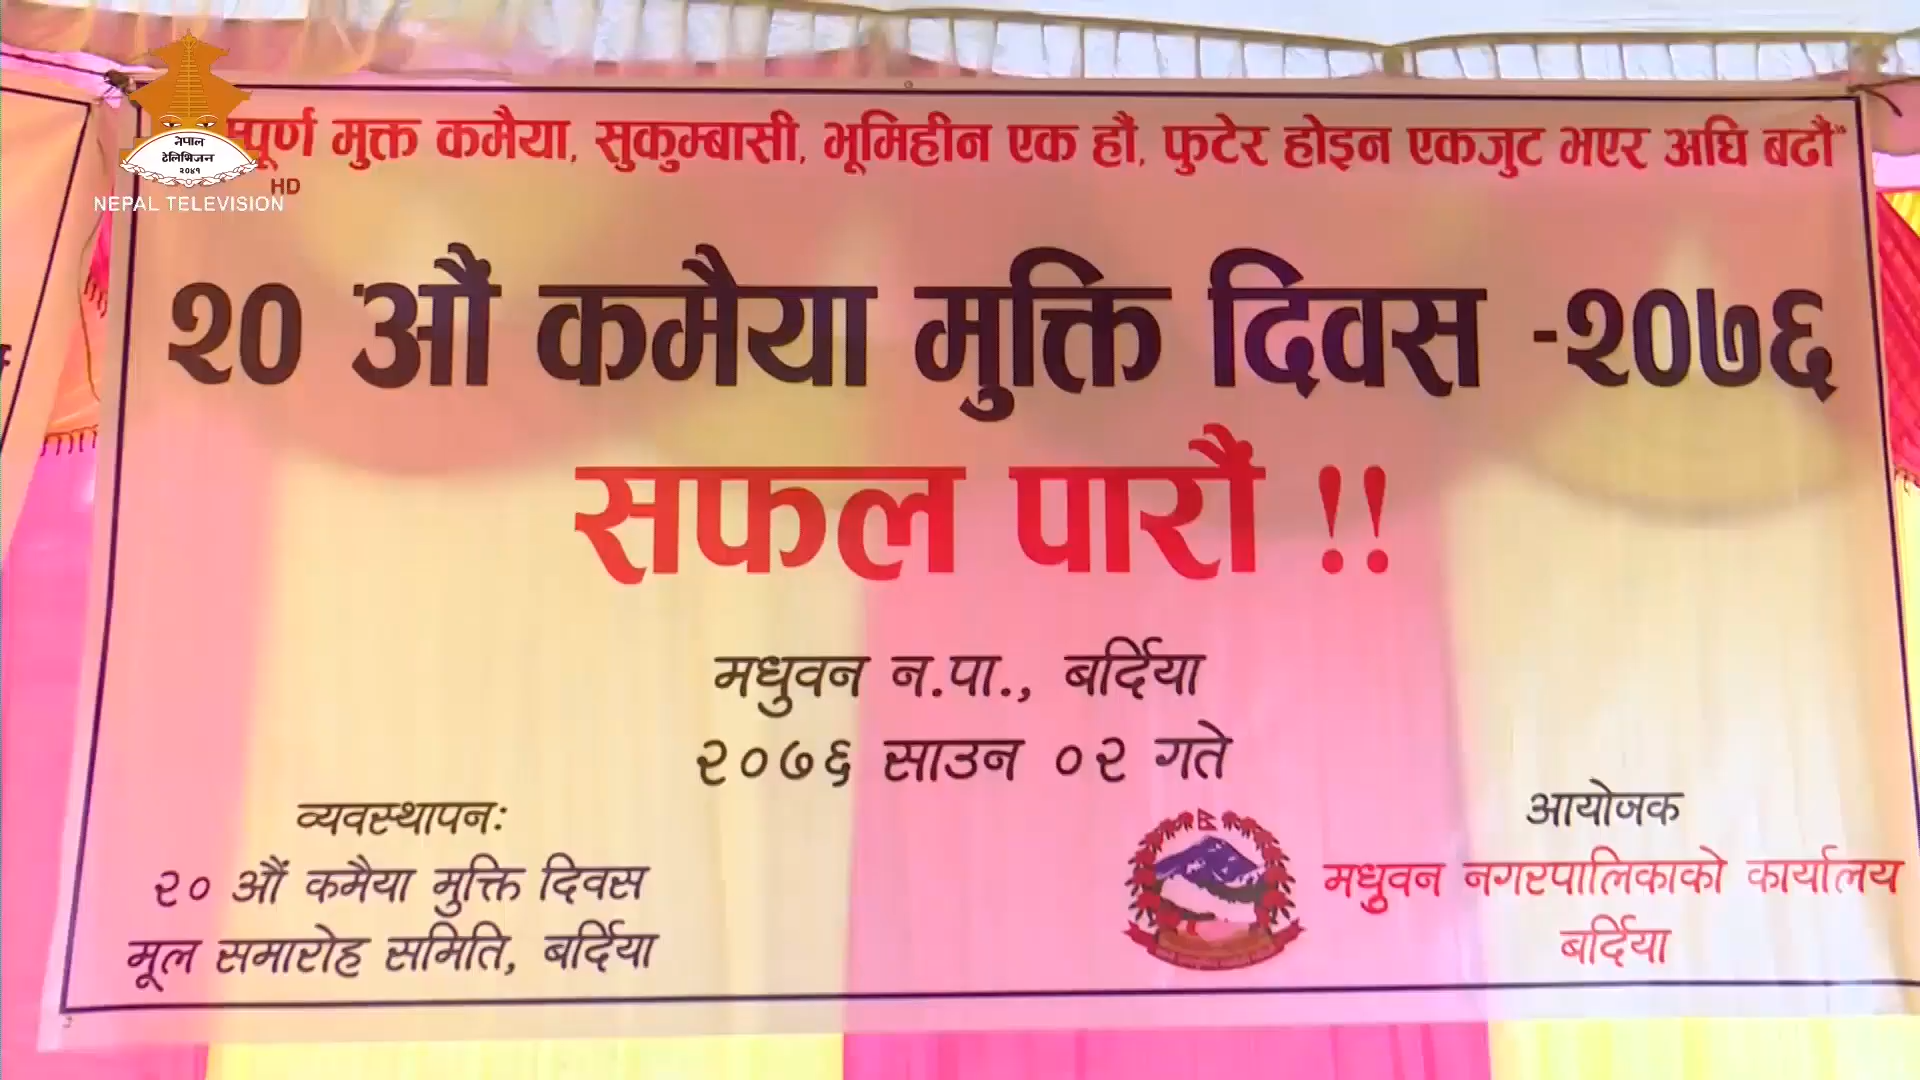 म्पूर्ण मुक्त कमैया, सुकुम्बासी, भूमिहीन एक हौं, फुटेर होइन एकजुट भएर अघि बढौं"
नेपाल
टेलिभिजन
२०४१
HD
NEPAL TELEVISION
२० औं कमैया मुक्ति दिवस -२०७६
सफल पारौं !!
मधुवन न.पा., बर्दिया
२०७६ साउन ०२ गते
व्यवस्थापन:
२० औं कमैया मुक्ति दिवस
मूल समारोह समिति, बर्दिया
आयोजक
मधुवन नगरपालिकाको कार्यालय
बर्दिया